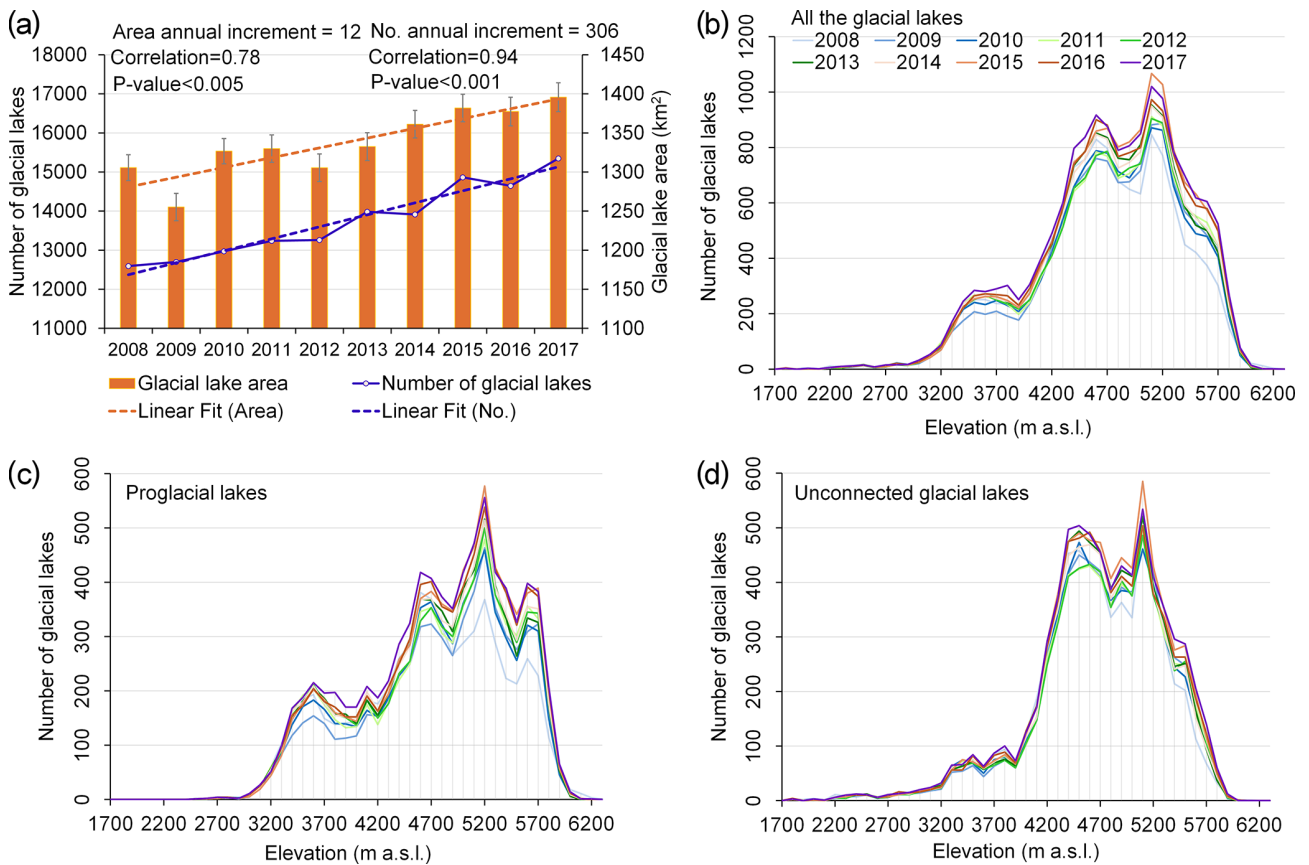 (a)
Area annual increment = 12
Correlation=0.78
P-value<0.005
No. annual increment = 306
Correlation=0.94
P-value<0.001
Number of glacial lakes
18000
17000
16000
15000
14000
13000
12000
11000
Glacial lake area (km²)
1450
1400
1350
1300
1250
1200
1150
1100
2008 2009 2010 2011 2012 2013 2014 2015 2016 2017
Glacial lake area
Number of glacial lakes
Linear Fit (Area)
Linear Fit (No.)
(b)
All the glacial lakes
2008 2009 2010 2011 2012
2013 2014 2015 2016 2017
Number of glacial lakes
1200
1000
800
600
400
200
0
1700 2200 2700 3200 3700 4200 4700 5200 5700 6200
Elevation (m a.s.l.)
(c)
Proglacial lakes
Number of glacial lakes
600
500
400
300
200
100
0
1700 2200 2700 3200 3700 4200 4700 5200 5700 6200
Elevation (m a.s.l.)
(d)
Unconnected glacial lakes
Number of glacial lakes
600
500
400
300
200
100
0
1700 2200 2700 3200 3700 4200 4700 5200 5700 6200
Elevation (m a.s.l.)